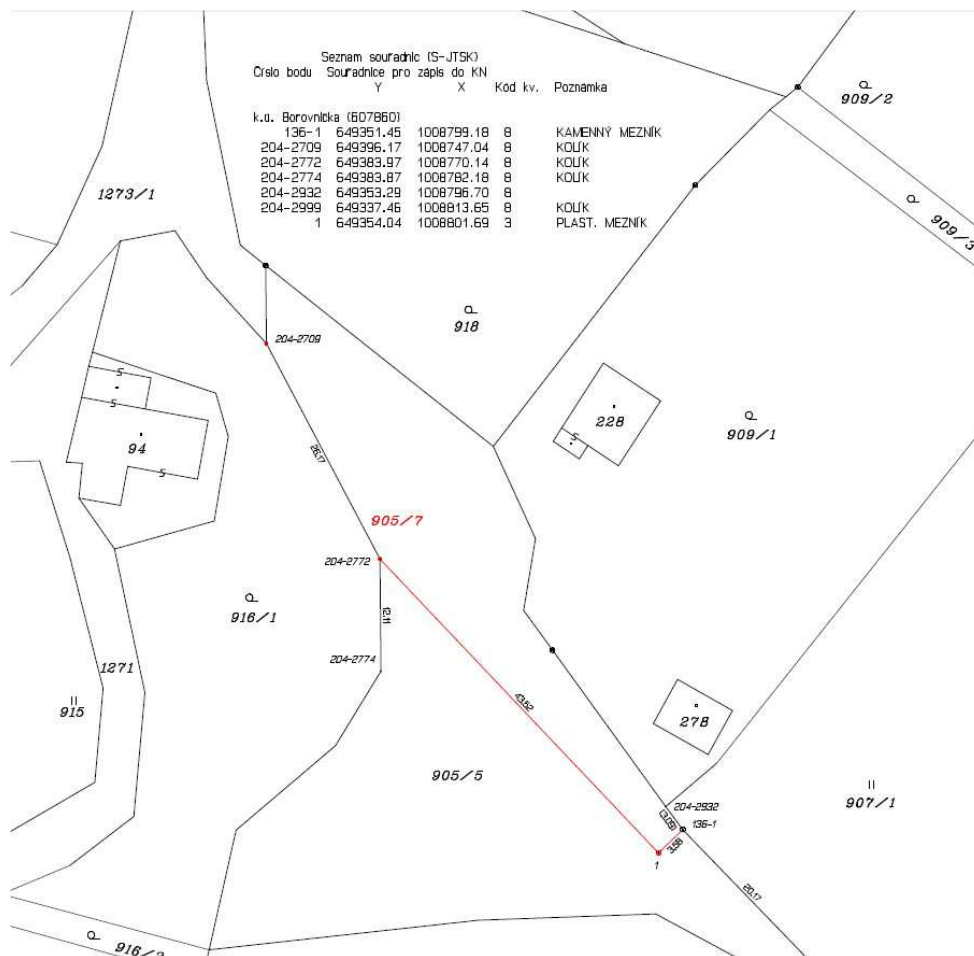 Seznam souřadnic (S-JTSK)
Číslo bodu Souřadnice pro zápis do KN
Y X Kód kv. Poznámka
k.ú. Borovnička (607860)
136-1 649351.45 1008799.18 8 KAMENNÝ MEZNÍK
204-2709 649396.17 1008747.04 8 KOLÍK
204-2772 649383.97 1008770.14 8 KOLÍK
204-2774 649383.87 1008782.18 8 KOLÍK
204-2932 649353.29 1008796.70 8
204-2999 649337.46 1008813.65 8 KOLÍK
1 649354.04 1008801.69 3 PLAST. MEZNÍK
909/2
1273/1
909/3
918
204-2709
S
S
228
S
909/1
94
S
26.17
905/7
204-2772
916/1
12.11
204-2774
1271
43.52
915
278
905/5
907/1
204-2932
(3.09)
136-1
3.58
1
20.17